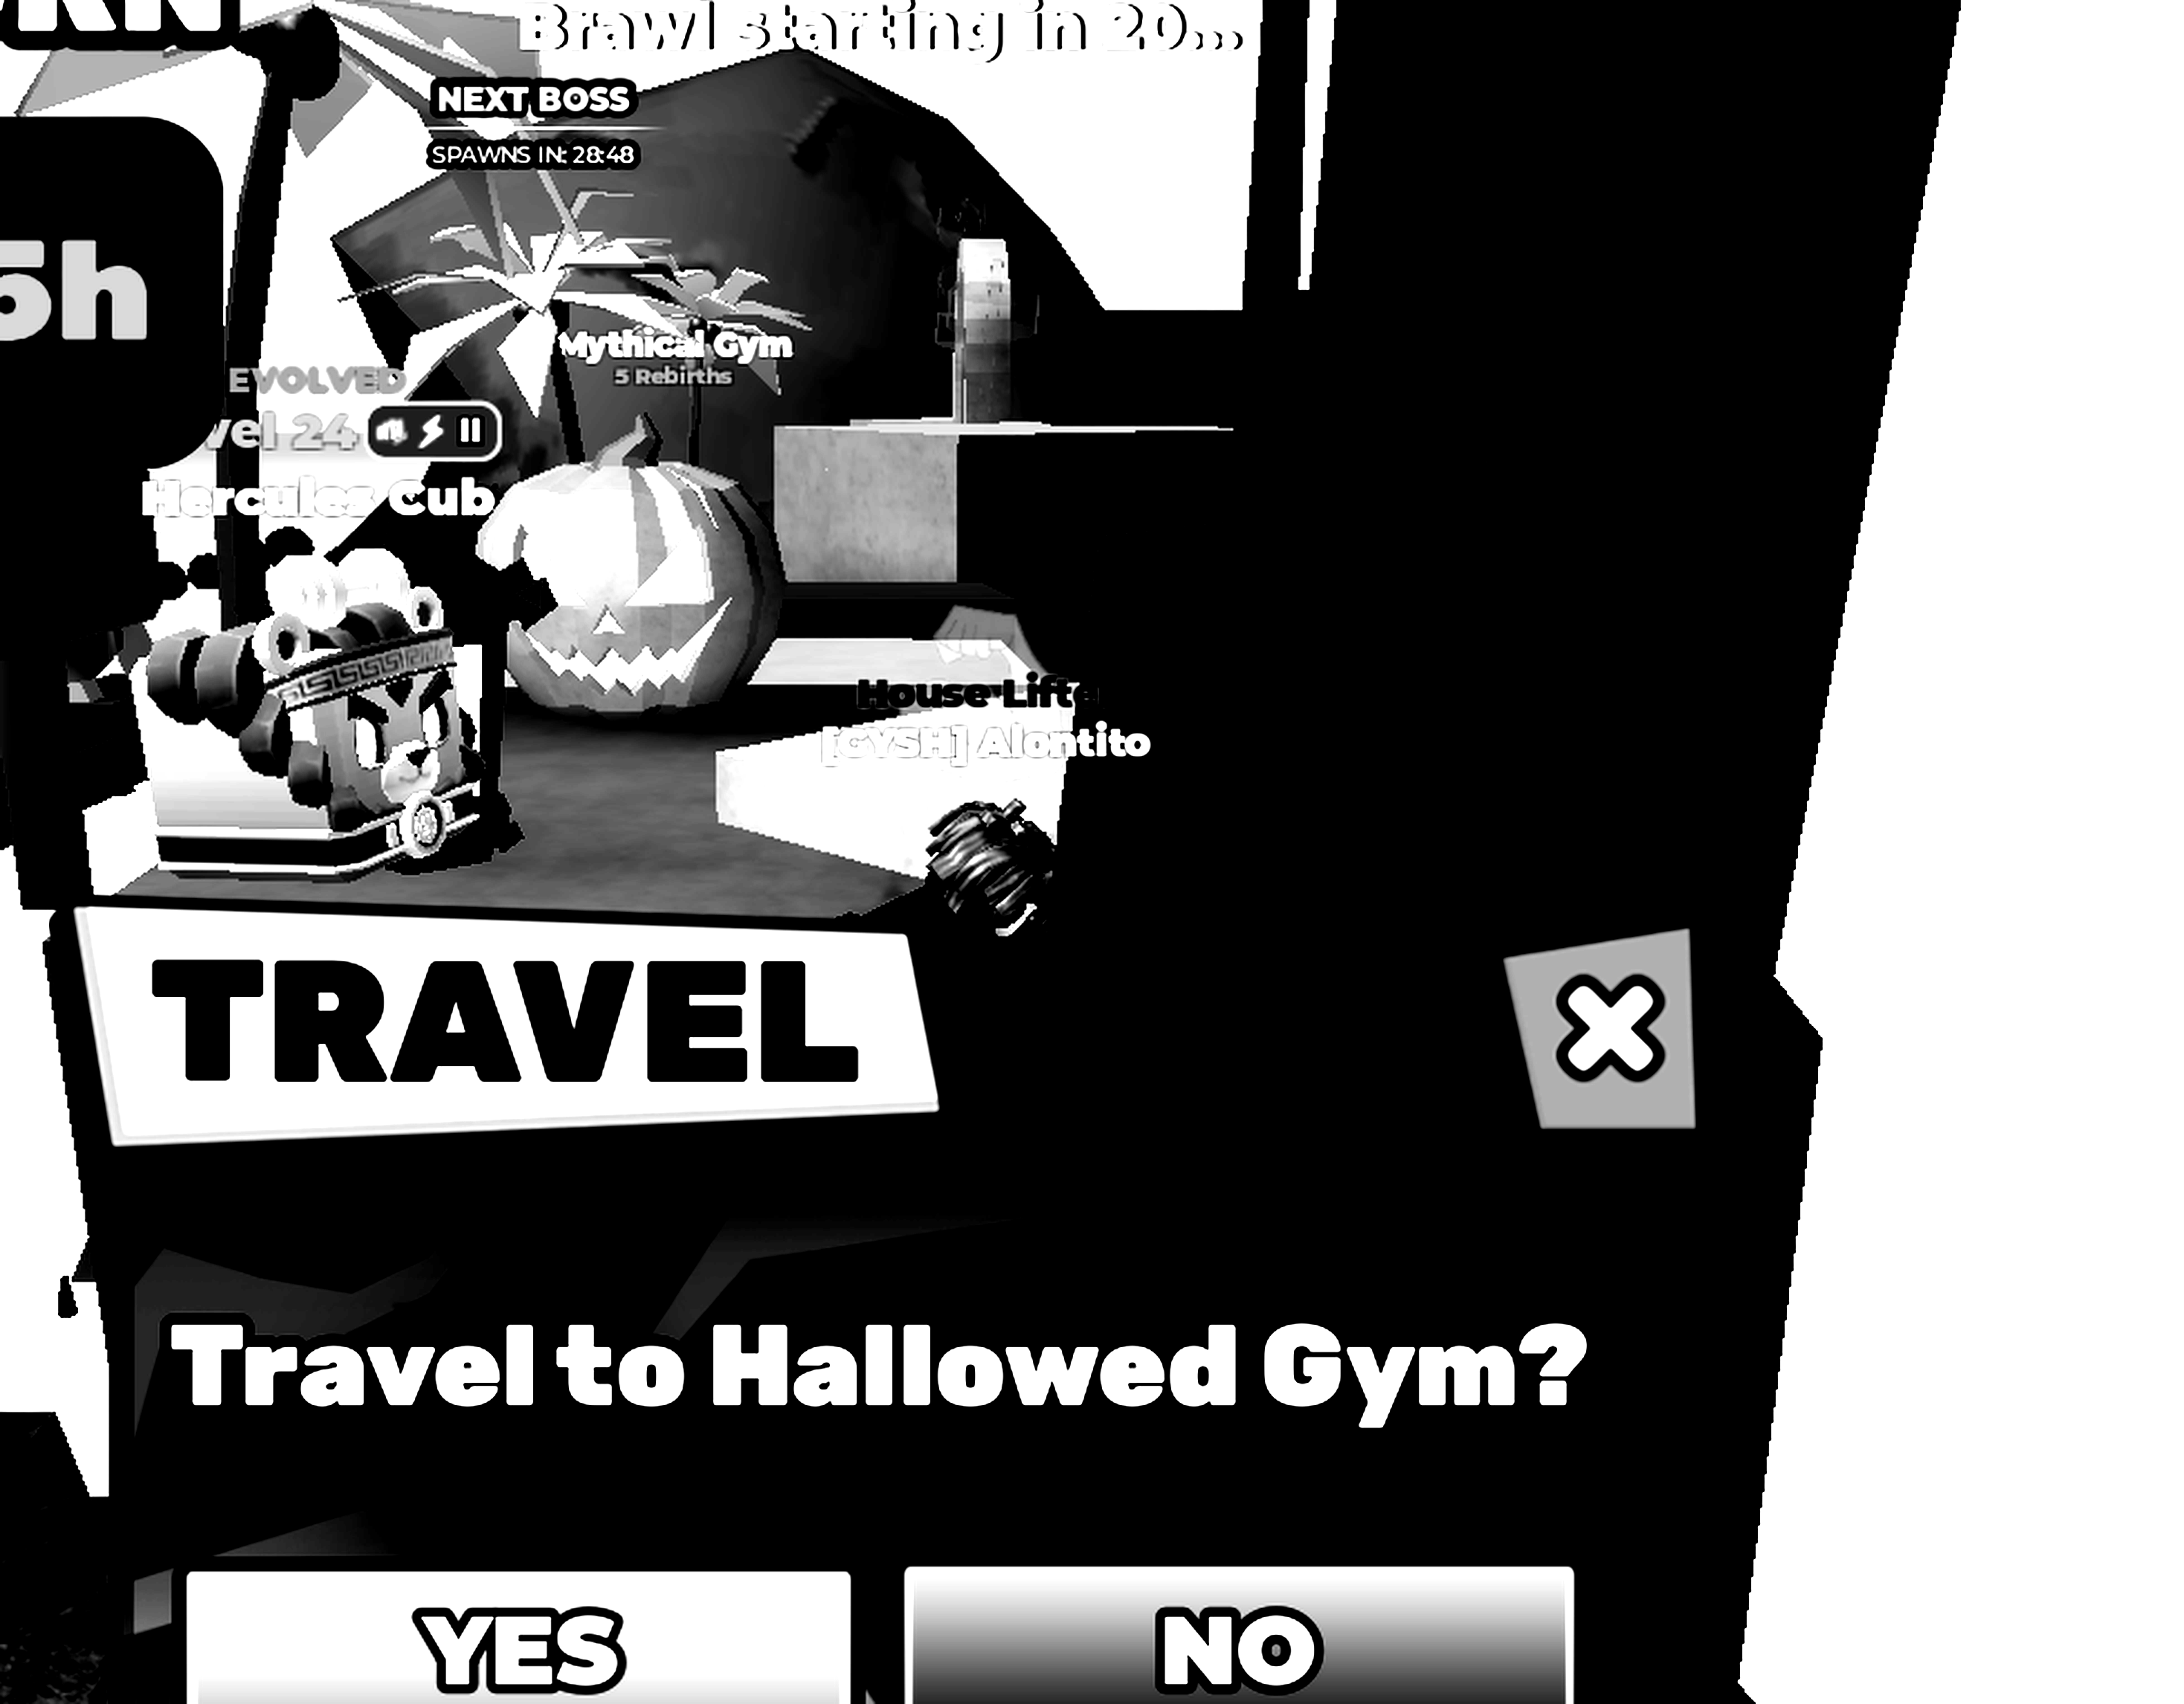 Brawl starting in 20...
NEXT BOSS
SPAWNS IN: 28:48
5h
Mythical Gym
5 Rebirths
EVOLVED
vel 24
Hercules Cub
House Lifte
[GYSH] Alontito
TRAVEL
Travel to Hallowed Gym?
YES
NO